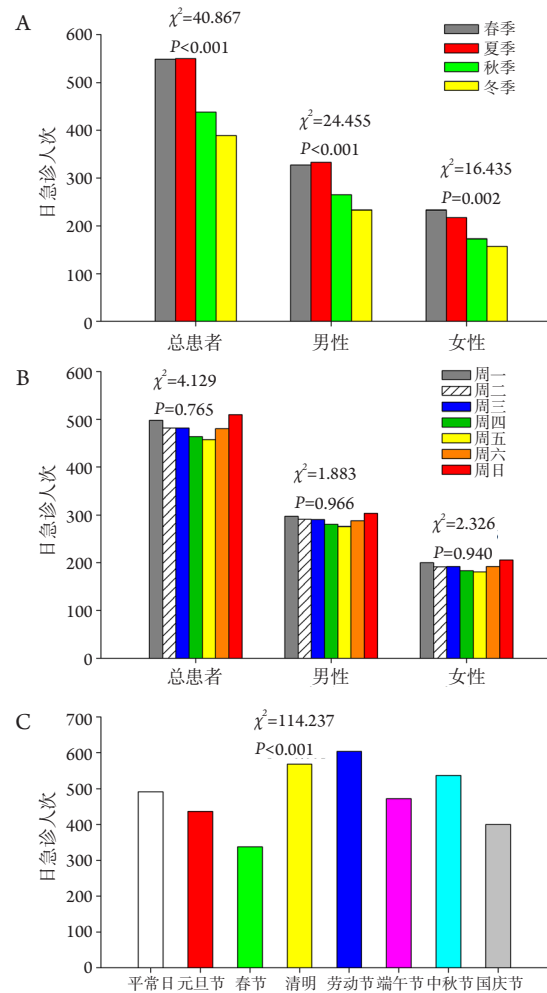 A
χ²=40.867
P<0.001
χ²=24.455
P<0.001
χ²=16.435
P=0.002
春季
夏季
秋季
冬季
日急诊人次
600
500
400
300
200
100
0
总患者 男性 女性
B
χ²=4.129
P=0.765
χ²=1.883
P=0.966
χ²=2.326
P=0.940
周一
周二
周三
周四
周五
周六
周日
日急诊人次
600
500
400
300
200
100
0
总患者 男性 女性
C
χ²=114.237
P<0.001
日急诊人次
700
600
500
400
300
200
100
0
平常日 元旦节 春节 清明 劳动节 端午节 中秋节 国庆节